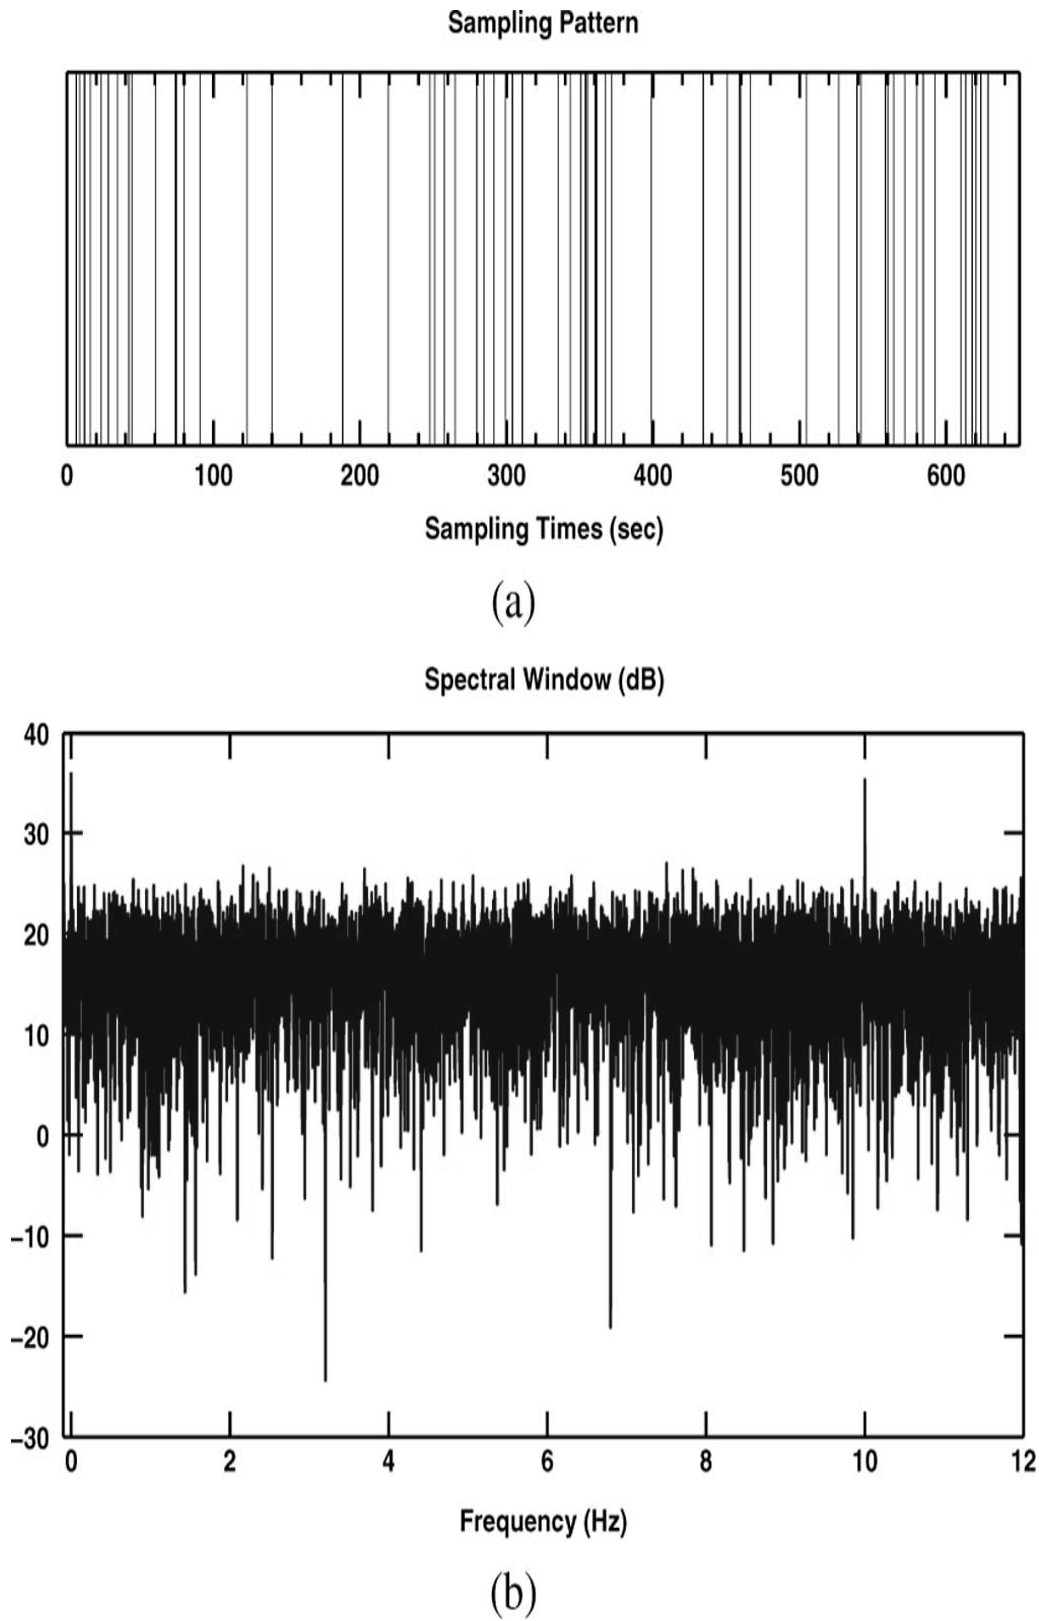 Sampling Pattern
0 100 200 300 400 500 600
Sampling Times (sec)
(a)
Spectral Window (dB)
40
30
20
10
0
−10
−20
−30
0 2 4 6 8 10 12
Frequency (Hz)
(b)